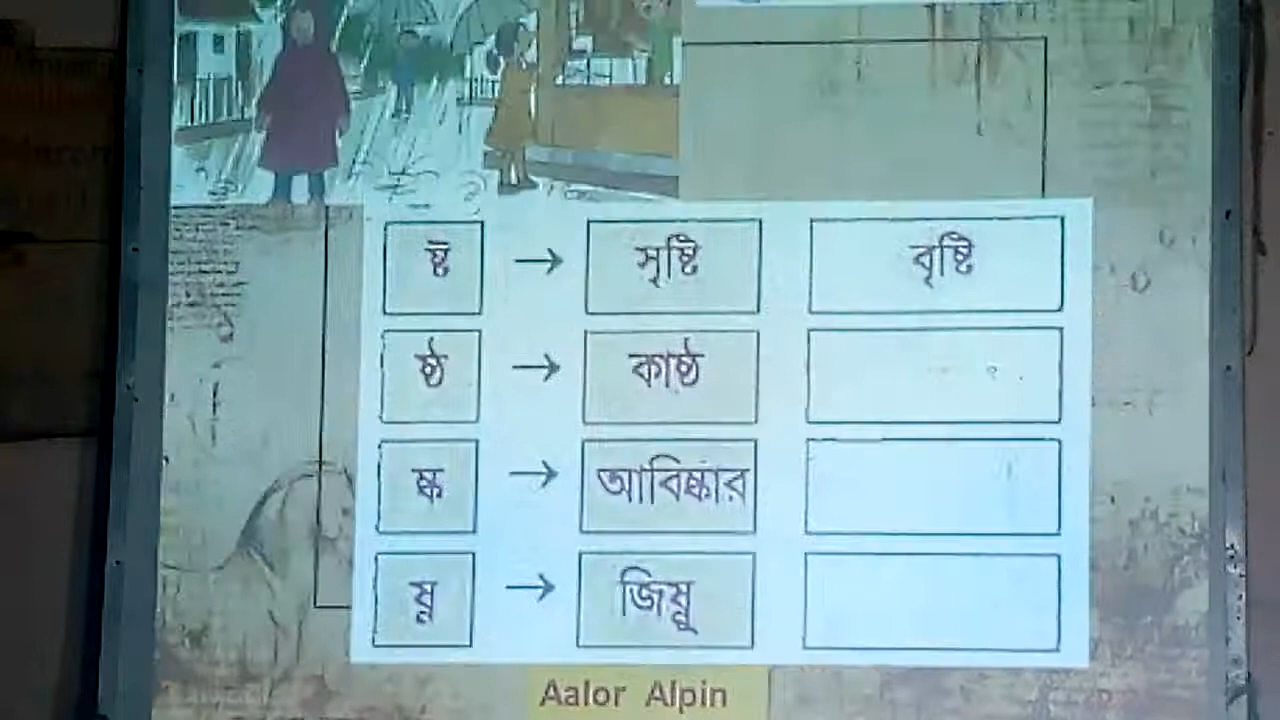 ষ্ট → সৃষ্টি বৃষ্টি
ষ্ঠ → কাষ্ঠ
ষ্ক → আবিষ্কার
ষ্ণ → জিষ্ণু
Aalor Alpin